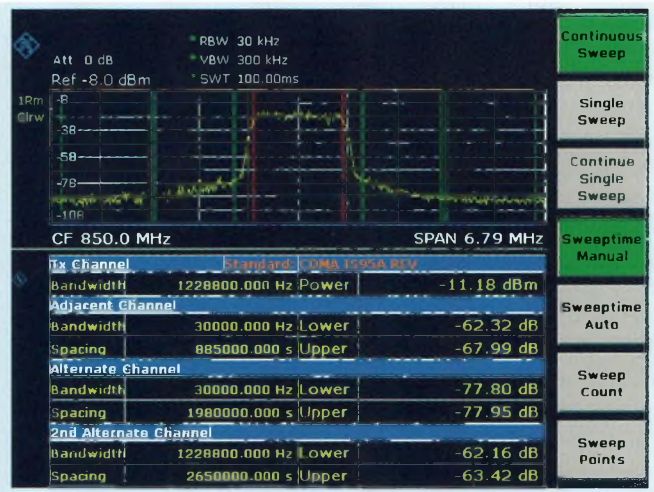 Att 0 dB
Ref -8.0 dBm
* RBW 30 kHz
* VBW 300 kHz
* SWT 100.00ms
1Rm
Clrw
-8
-38
-58
-78
-108
CF 850.0 MHz SPAN 6.79 MHz
Tx Channel Standard: CDMA IS95A REV
Bandwidth 1228800.000 Hz Power -11.18 dBm
Adjacent Channel
Bandwidth 30000.000 Hz Lower -62.32 dB
Spacing 885000.000 s Upper -67.99 dB
Alternate Channel
Bandwidth 30000.000 Hz Lower -77.80 dB
Spacing 1980000.000 s Upper -77.95 dB
2nd Alternate Channel
Bandwidth 1228800.000 Hz Lower -62.16 dB
Spacing 2650000.000 s Upper -63.42 dB
Continuous
Sweep
Single
Sweep
Continue
Single
Sweep
Sweeptime
Manual
Sweeptime
Auto
Sweep
Count
Sweep
Points